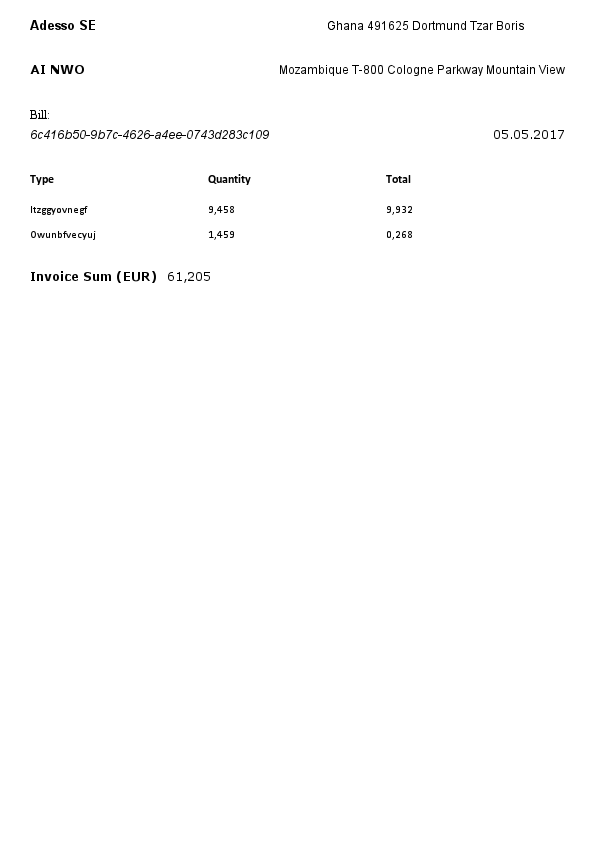 Adesso SE Ghana 491625 Dortmund Tzar Boris
AI NWO Mozambique T-800 Cologne Parkway Mountain View
Bill:
6c416b50-9b7c-4626-a4ee-0743d283c109 05.05.2017
Type Quantity Total
Itzggyovnegf 9,458 9,932
Owunbfvecyuj 1,459 0,268
Invoice Sum (EUR) 61,205